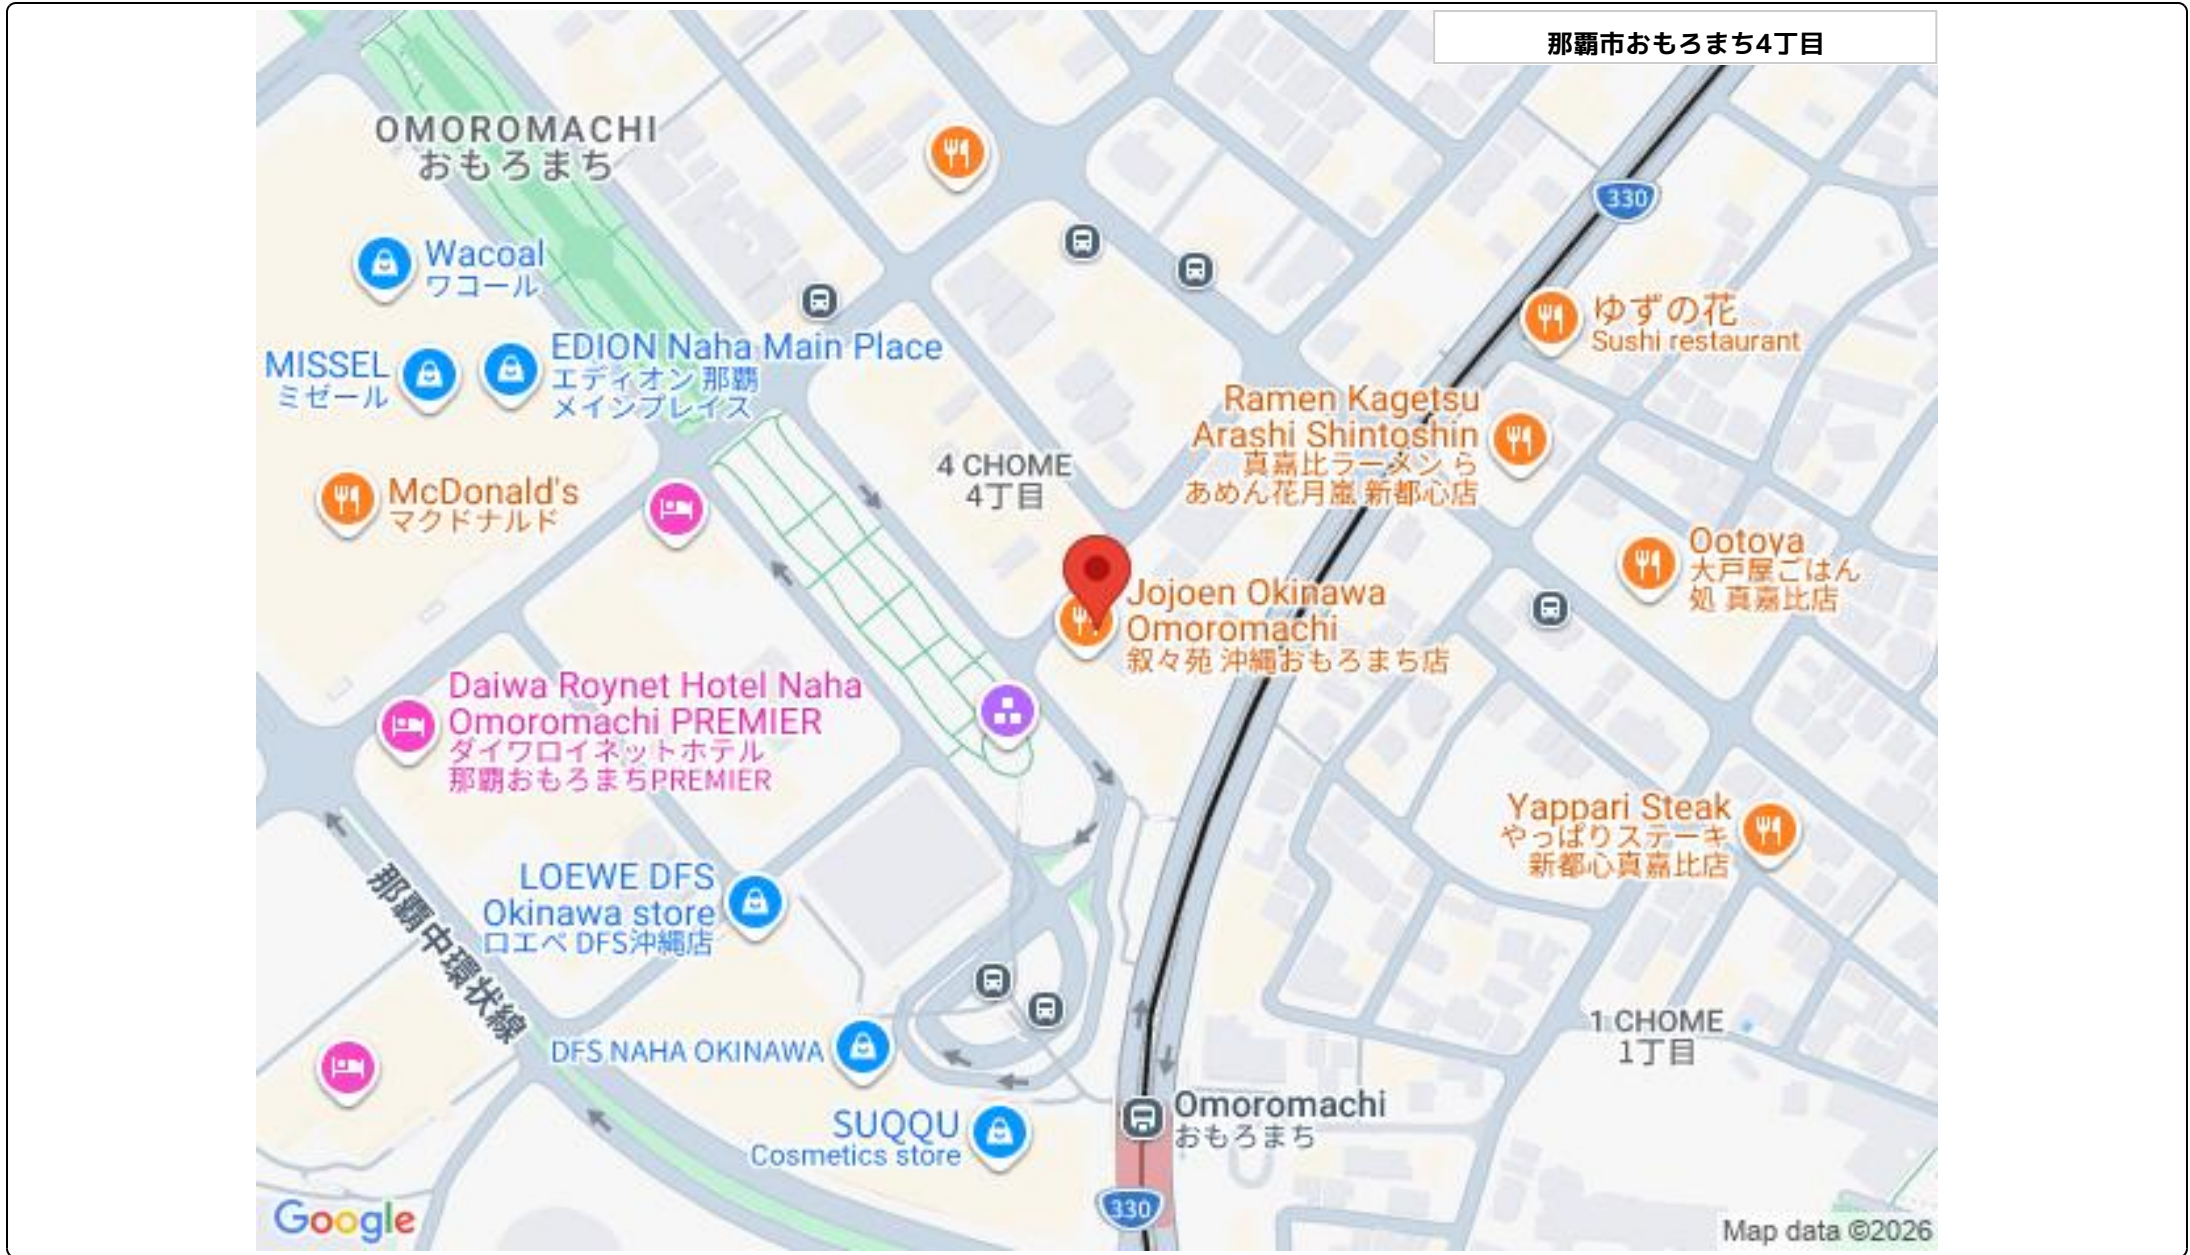 那覇市おもろまち4丁目
OMOROMACHI
おもろまち
330
Wacoal
ワコール
ゆずの花
Sushi restaurant
EDION Naha Main Place
エディオン 那覇
メインプレイス
MISSEL
ミゼール
Ramen Kagetsu
Arashi Shintoshin
真嘉比ラーメン ら
あめん花月嵐 新都心店
4 CHOME
4丁目
McDonald's
マクドナルド
Ootoya
大戸屋ごはん
処 真嘉比店
Jojoen Okinawa
Omoromachi
叙々苑 沖縄おもろまち店
Daiwa Roynet Hotel Naha
Omoromachi PREMIER
ダイワロイネットホテル
那覇おもろまちPREMIER
Yappari Steak
やっぱりステーキ
新都心真嘉比店
那覇中環状線
LOEWE DFS
Okinawa store
ロエベ DFS沖縄店
1 CHOME
1丁目
DFS NAHA OKINAWA
Omoromachi
おもろまち
SUQQU
Cosmetics store
330
Google
Map data ©2026